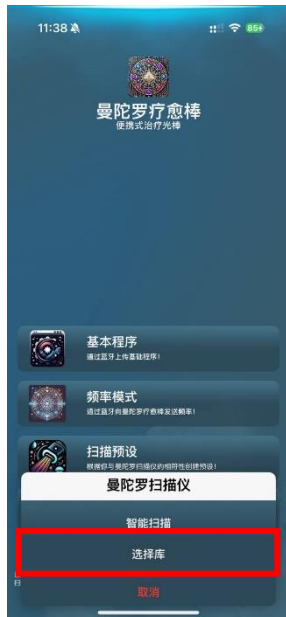 11:38
85+
曼陀罗疗愈棒
便携式治疗光棒
基本程序
通过蓝牙上传基础程序!
频率模式
通过蓝牙向曼陀罗疗愈棒发送频率!
扫描预设
根据你与曼陀罗扫描仪的相符性创建预设!
曼陀罗扫描仪
智能扫描
选择库
取消